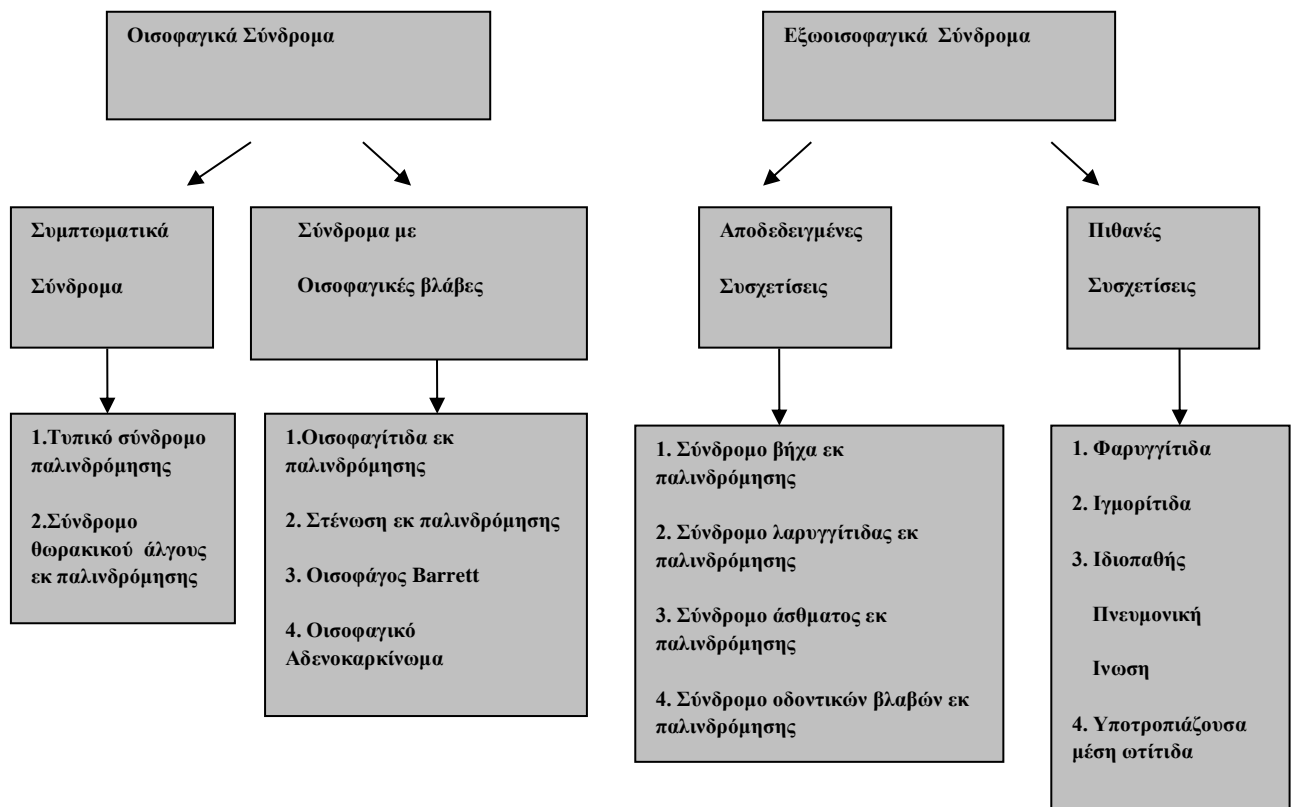 Οισοφαγικά Σύνδρομα
Εξωοισοφαγικά Σύνδρομα
Συμπτωματικά
Σύνδρομα
Σύνδρομα με
Οισοφαγικές βλάβες
Αποδεδειγμένες
Συσχετίσεις
Πιθανές
Συσχετίσεις
1.Τυπικό σύνδρομο
παλινδρόμησης
2.Σύνδρομο
θωρακικού άλγους
εκ παλινδρόμησης
1.Οισοφαγίτιδα εκ
παλινδρόμησης
2. Στένωση εκ παλινδρόμησης
3. Οισοφάγος Barrett
4. Οισοφαγικό
Αδενοκαρκίνωμα
1. Σύνδρομο βήχα εκ
παλινδρόμησης
2. Σύνδρομο λαρυγγίτιδας εκ
παλινδρόμησης
3. Σύνδρομο άσθματος εκ
παλινδρόμησης
4. Σύνδρομο οδοντικών βλαβών εκ
παλινδρόμησης
1. Φαρυγγίτιδα
2. Ιγμορίτιδα
3. Ιδιοπαθής
Πνευμονική
Ινωση
4. Υποτροπιάζουσα
μέση ωτίτιδα